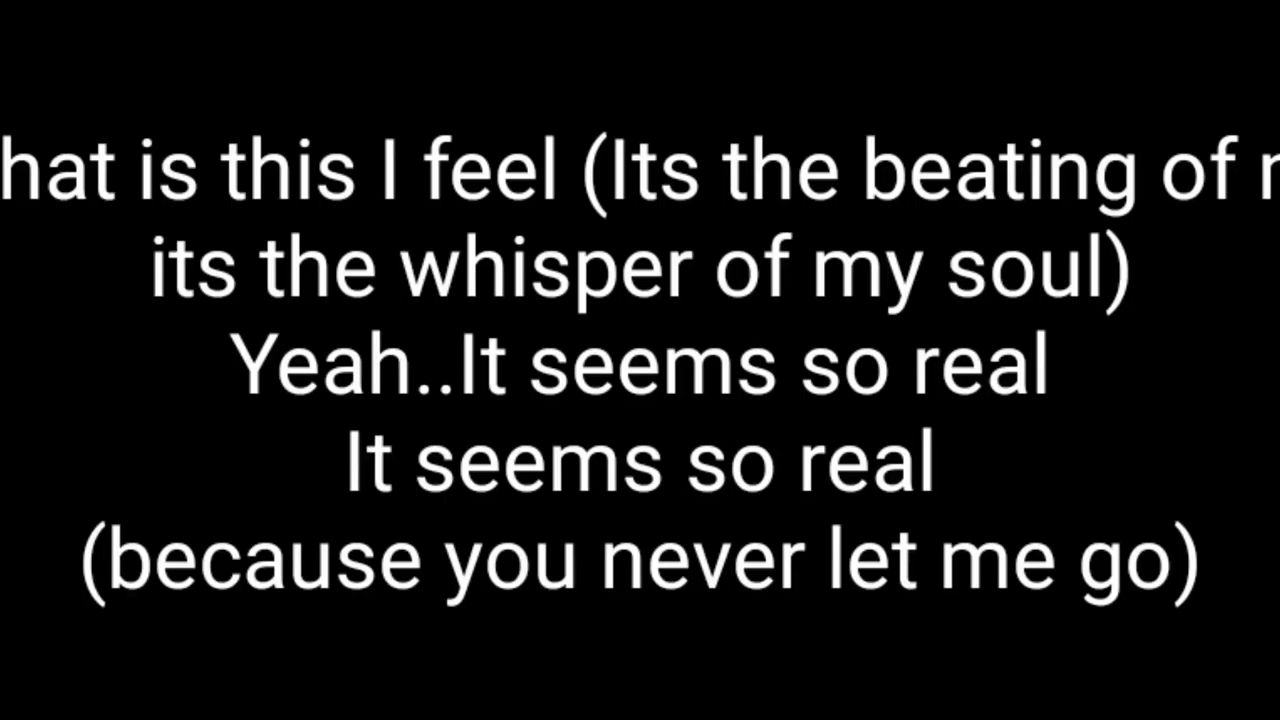 hat is this I feel (Its the beating of
its the whisper of my soul)
Yeah..It seems so real
It seems so real
(because you never let me go)